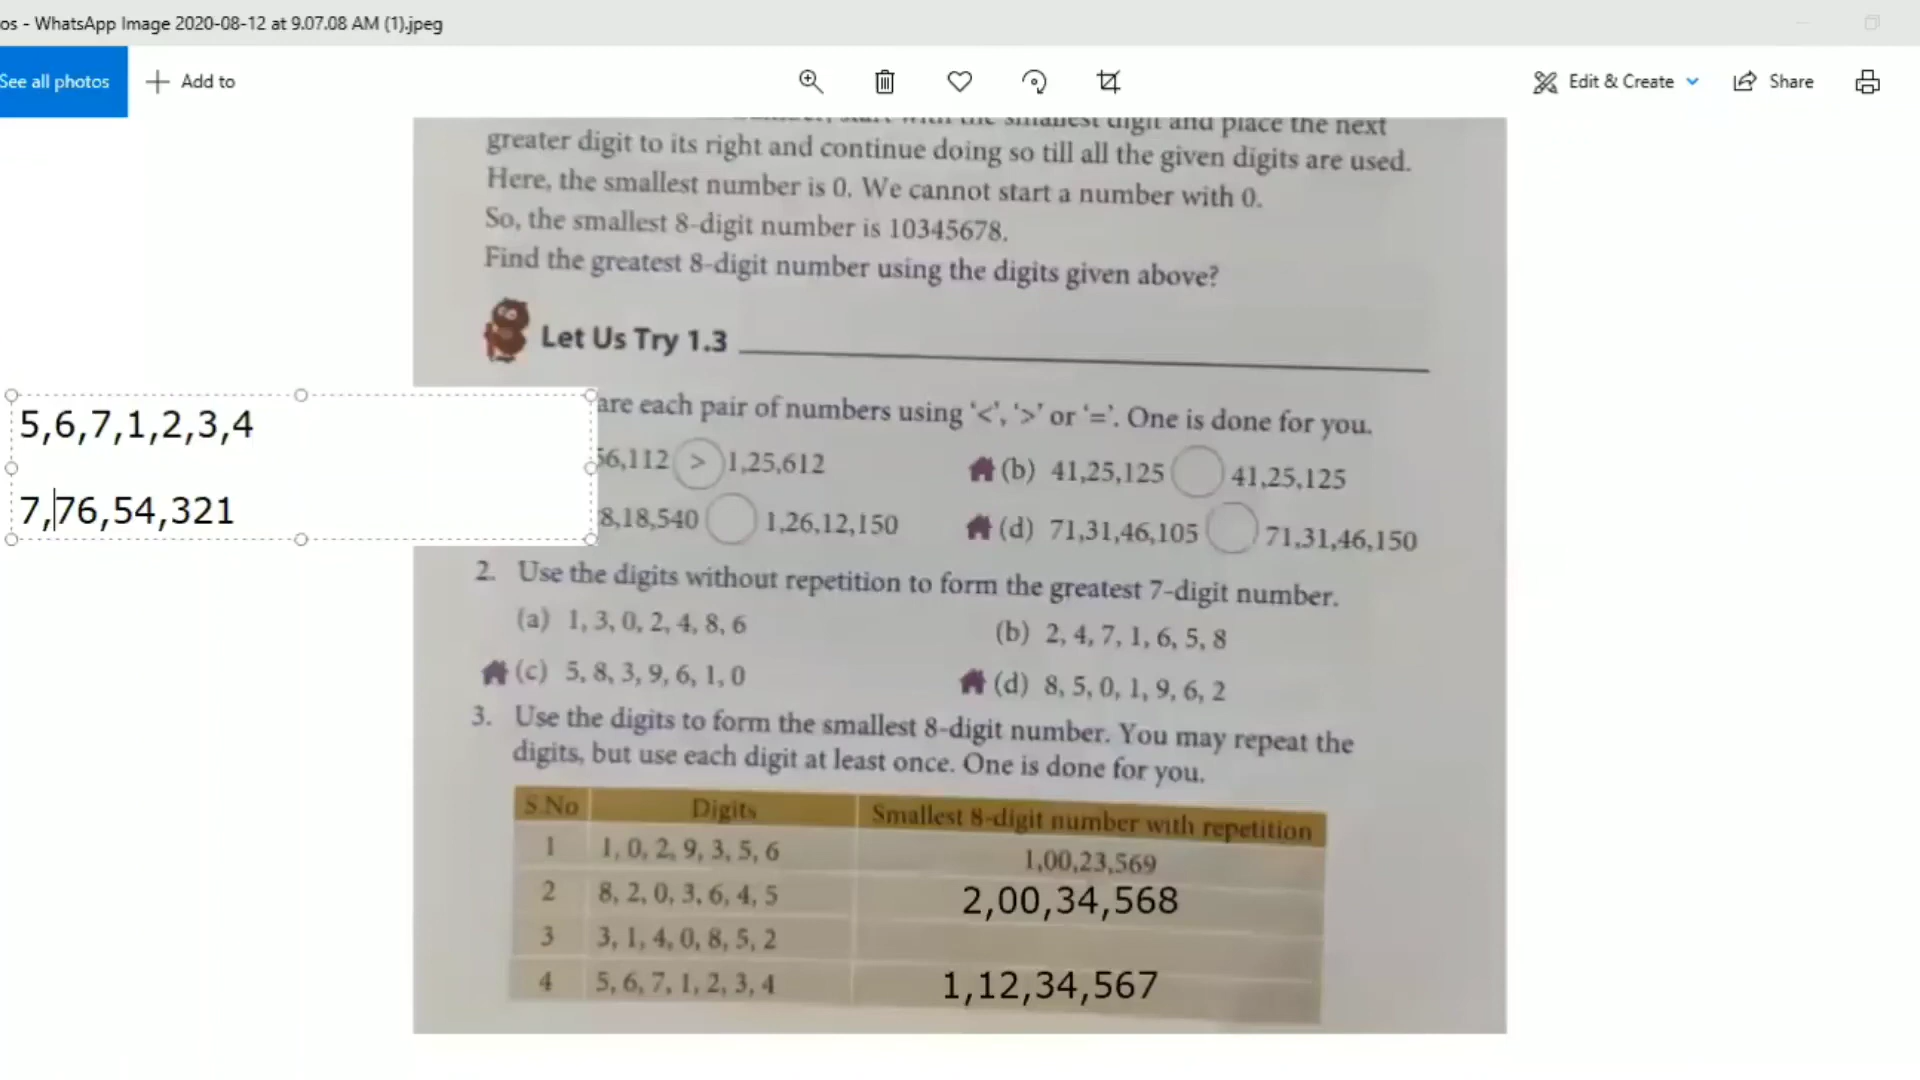 os - WhatsApp Image 2020-08-12 at 9.07.08 AM (1).jpeg
See all photos
Add to
Edit & Create
Share
the smallest digit and place the next
greater digit to its right and continue doing so till all the given digits are used.
Here, the smallest number is 0. We cannot start a number with 0.
So, the smallest 8-digit number is 10345678.
Find the greatest 8-digit number using the digits given above?
Let Us Try 1.3
5,6,7,1,2,3,4
7,76,54,321
are each pair of numbers using '<', '>' or '='. One is done for you.
56,112 > 1,25,612 (b) 41,25,125 41,25,125
8,18,540 1,26,12,150 (d) 71,31,46,105 71,31,46,150
2. Use the digits without repetition to form the greatest 7-digit number.
(a) 1, 3, 0, 2, 4, 8, 6 (b) 2, 4, 7, 1, 6, 5, 8
(c) 5, 8, 3, 9, 6, 1, 0 (d) 8, 5, 0, 1, 9, 6, 2
3. Use the digits to form the smallest 8-digit number. You may repeat the
digits, but use each digit at least once. One is done for you.
S.No Digits Smallest 8-digit number with repetition
1 1, 0, 2, 9, 3, 5, 6 1,00,23,569
2 8, 2, 0, 3, 6, 4, 5 2,00,34,568
3 3, 1, 4, 0, 8, 5, 2
4 5, 6, 7, 1, 2, 3, 4 1,12,34,567